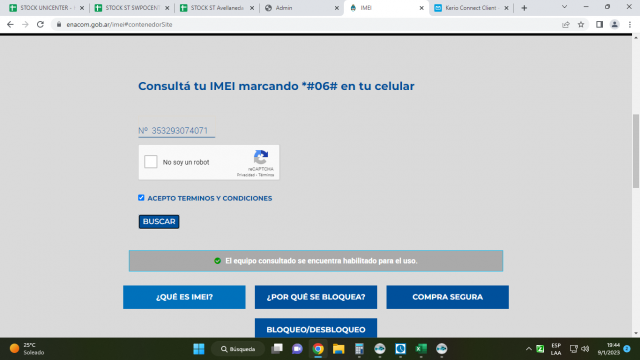 STOCK UNICENTER -
STOCK ST SWPOCENT
STOCK ST Avellaneda
Admin
IMEI
Kerio Connect Client
enacom.gob.ar/imei#contenedorSite
Consultá tu IMEI marcando *#06# en tu celular
Nº 353293074071
No soy un robot
reCAPTCHA
Privacidad - Términos
ACEPTO TERMINOS Y CONDICIONES
BUSCAR
El equipo consultado se encuentra habilitado para el uso.
¿QUÉ ES IMEI?
¿POR QUÉ SE BLOQUEA?
COMPRA SEGURA
BLOQUEO/DESBLOQUEO
25°C
Soleado
Búsqueda
ESP
LAA
19:44
9/1/2023